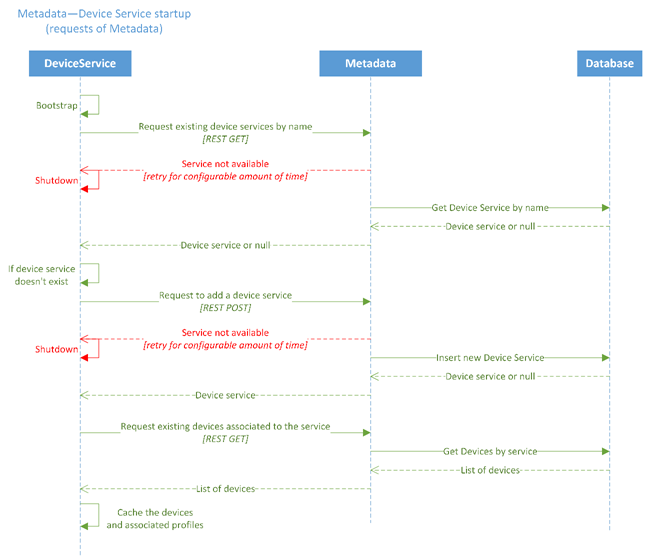 Metadata—Device Service startup
(requests of Metadata)
DeviceService
Metadata
Database
Bootstrap
Request existing device services by name
[REST GET]
Service not available
[retry for configurable amount of time]
Shutdown
Get Device Service by name
Device service or null
Device service or null
If device service
doesn't exist
Request to add a device service
[REST POST]
Service not available
[retry for configurable amount of time]
Shutdown
Insert new Device Service
Device service or null
Device service
Request existing devices associated to the service
[REST GET]
Get Devices by service
List of devices
List of devices
Cache the devices
and associated profiles